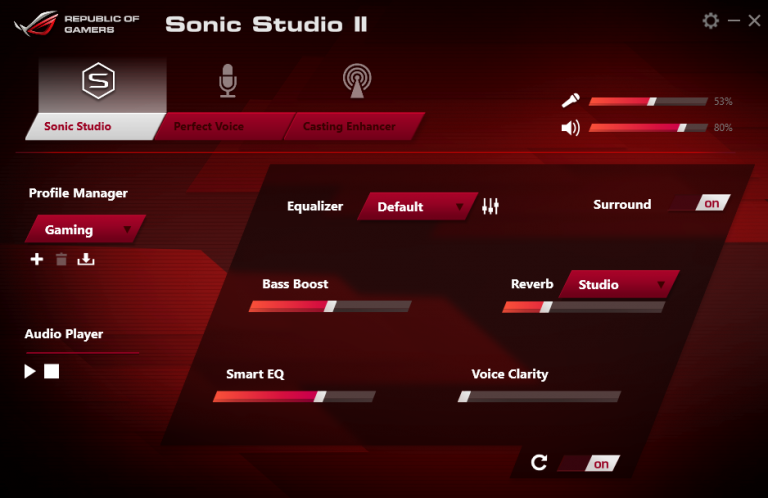 REPUBLIC OF
GAMERS
Sonic Studio II
53%
Sonic Studio
Perfect Voice
Casting Enhancer
80%
Profile Manager
Equalizer
Default
Surround
on
Gaming
Bass Boost
Reverb
Studio
Audio Player
Smart EQ
Voice Clarity
on